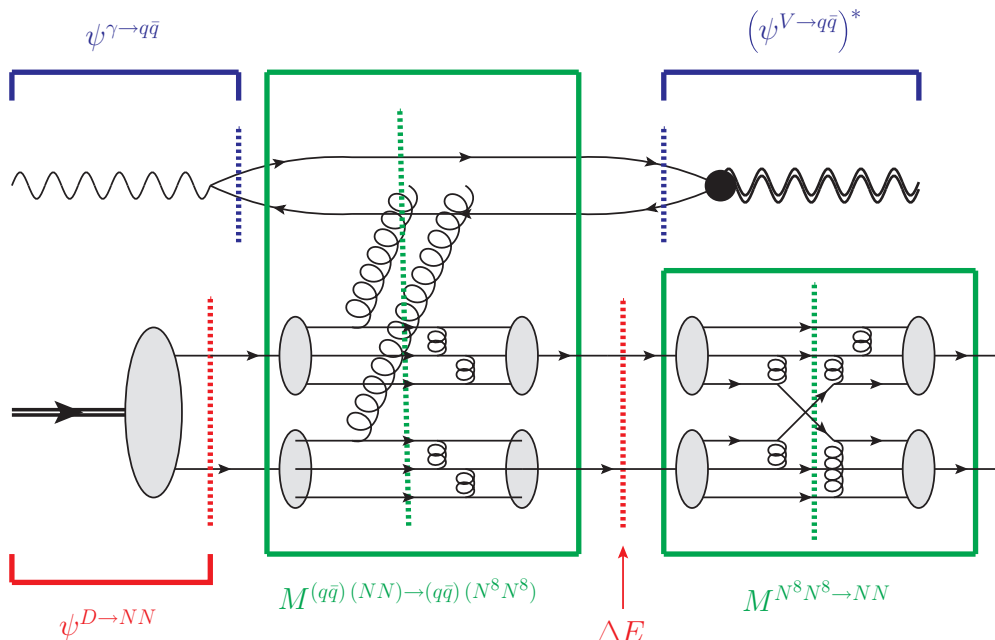 ψ^{γ→qq̄}
(ψ^{V→qq̄})^*
M^{(qq̄)(NN)→(qq̄)(N^8N^8)}
M^{N^8N^8→NN}
ψ^{D→NN}
ΔE